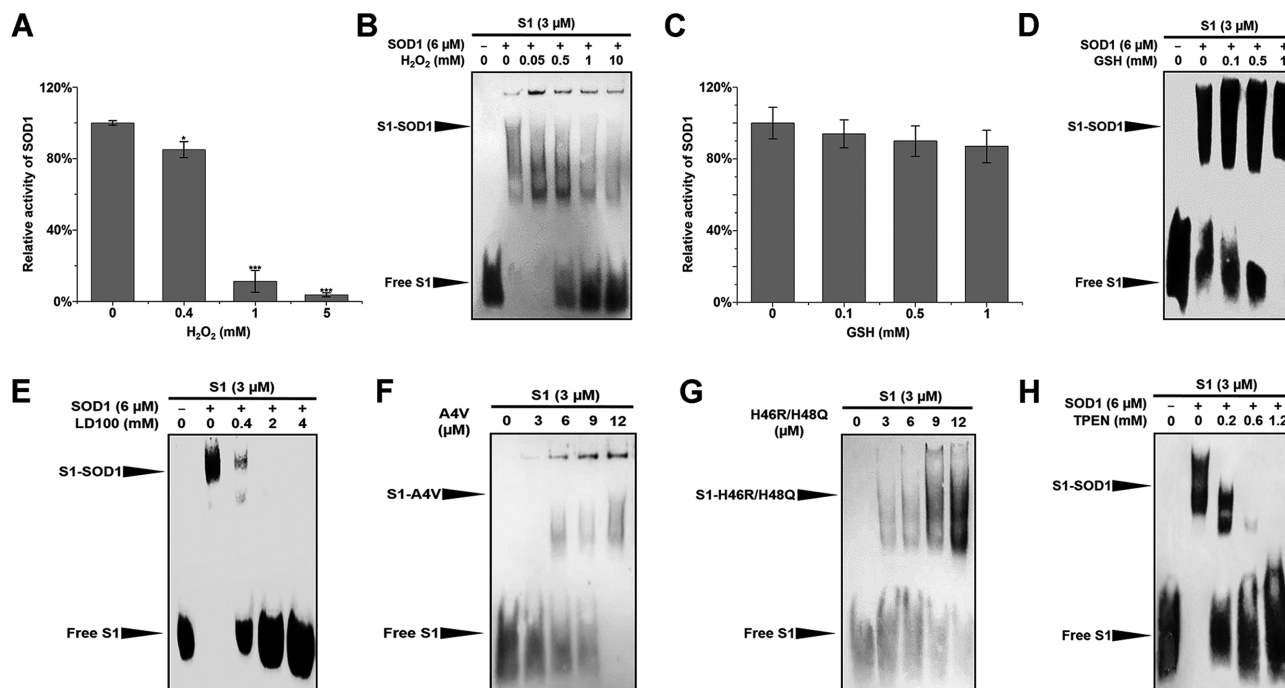 A
Relative activity of SOD1
120%
80%
40%
0%
0 0.4 1 5
* *** ***
H₂O₂ (mM)
B
S1 (3 µM)
SOD1 (6 µM) – + + + + +
H₂O₂ (mM) 0 0 0.05 0.5 1 10
S1-SOD1
Free S1
C
Relative activity of SOD1
120%
80%
40%
0%
0 0.1 0.5 1
GSH (mM)
D
S1 (3 µM)
SOD1 (6 µM) – + + + +
GSH (mM) 0 0 0.1 0.5 1
S1-SOD1
Free S1
E
S1 (3 µM)
SOD1 (6 µM) – + + + +
LD100 (mM) 0 0 0.4 2 4
S1-SOD1
Free S1
F
S1 (3 µM)
A4V
(µM) 0 3 6 9 12
S1-A4V
Free S1
G
S1 (3 µM)
H46R/H48Q
(µM) 0 3 6 9 12
S1-H46R/H48Q
Free S1
H
S1 (3 µM)
SOD1 (6 µM) – + + + +
TPEN (mM) 0 0 0.2 0.6 1.2
S1-SOD1
Free S1